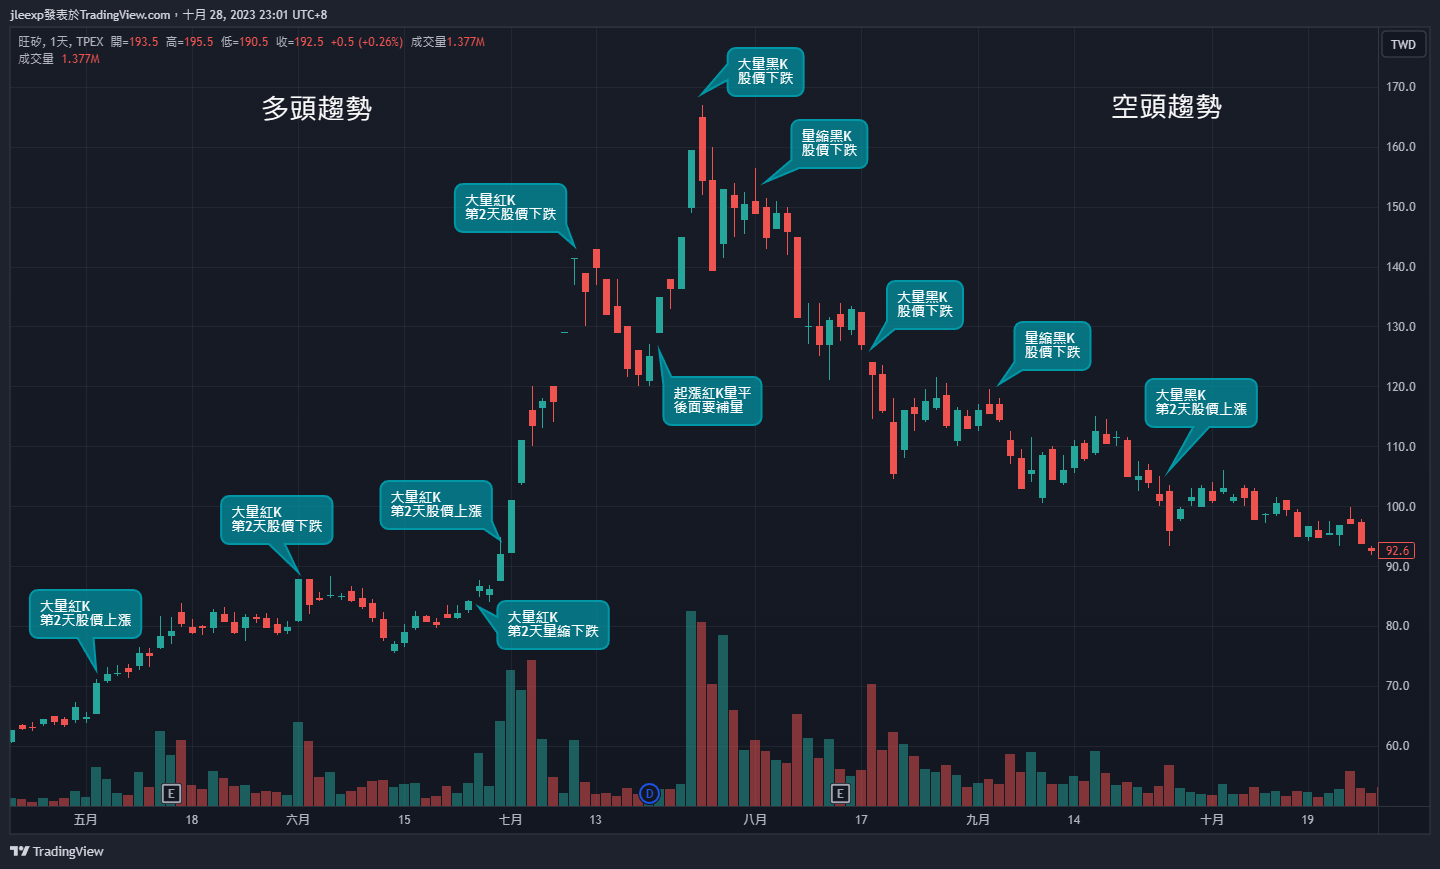 jleexp發表於TradingView.com，十月 28, 2023 23:01 UTC+8
旺矽, 1天, TPEX 開=193.5 高=195.5 低=190.5 收=192.5 +0.5 (+0.26%) 成交量1.377M
成交量 1.377M
TWD
多頭趨勢
空頭趨勢
大量黑K
股價下跌
量縮黑K
股價下跌
大量紅K
第2天股價下跌
大量黑K
股價下跌
量縮黑K
股價下跌
起漲紅K量平
後面要補量
大量黑K
第2天股價上漲
大量紅K
第2天股價上漲
大量紅K
第2天股價下跌
大量紅K
第2天股價上漲
大量紅K
第2天量縮下跌
170.0
160.0
150.0
140.0
130.0
120.0
110.0
100.0
92.6
90.0
80.0
70.0
60.0
E
D
E
五月 18 六月 15 七月 13 八月 17 九月 14 十月 19
TradingView